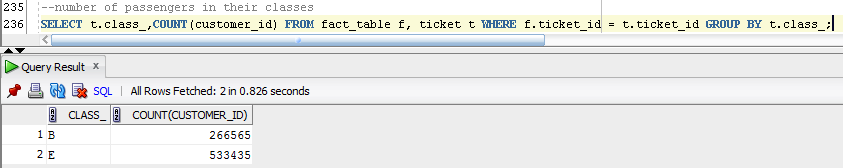 235 --number of passengers in their classes
236 SELECT t.class_,COUNT(customer_id) FROM fact_table f, ticket t WHERE f.ticket_id = t.ticket_id GROUP BY t.class_;
Query Result x
SQL | All Rows Fetched: 2 in 0.826 seconds
CLASS_ COUNT(CUSTOMER_ID)
1 B 266565
2 E 533435